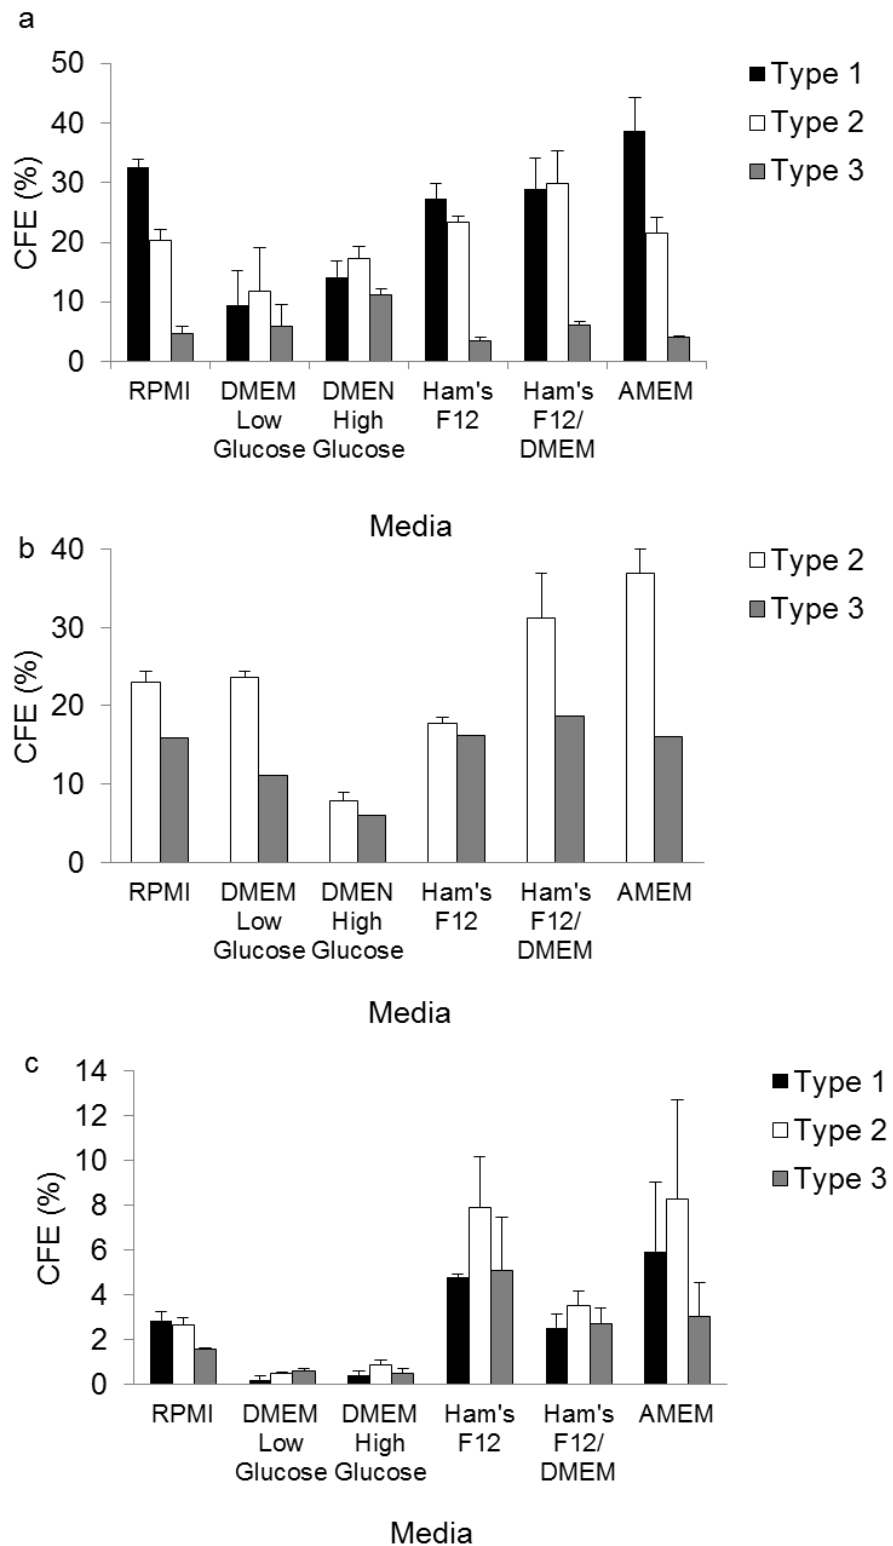 a
50
40
30
20
10
0
CFE (%)
Type 1
Type 2
Type 3
RPMI
DMEM
Low
Glucose
DMEN
High
Glucose
Ham's
F12
Ham's
F12/
DMEM
AMEM
Media
b
40
30
20
10
0
CFE (%)
Type 2
Type 3
RPMI
DMEM
Low
Glucose
DMEN
High
Glucose
Ham's
F12
Ham's
F12/
DMEM
AMEM
Media
c
14
12
10
8
6
4
2
0
CFE (%)
Type 1
Type 2
Type 3
RPMI
DMEM
Low
Glucose
DMEM
High
Glucose
Ham's
F12
Ham's
F12/
DMEM
AMEM
Media